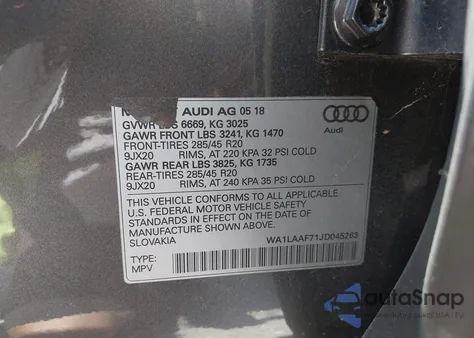 AUDI AG 05 18
GVWR LBS 6669, KG 3025
GAWR FRONT LBS 3241, KG 1470
FRONT-TIRES 285/45 R20
9JX20 RIMS, AT 220 KPA 32 PSI COLD
GAWR REAR LBS 3825, KG 1735
REAR-TIRES 285/45 R20
9JX20 RIMS, AT 240 KPA 35 PSI COLD
THIS VEHICLE CONFORMS TO ALL APPLICABLE
U.S. FEDERAL MOTOR VEHICLE SAFETY
STANDARDS IN EFFECT ON THE DATE OF
MANUFACTURE SHOWN ABOVE.
SLOVAKIA
WA1LAAF71JD045263
TYPE:
MPV
Audi
autoSnap